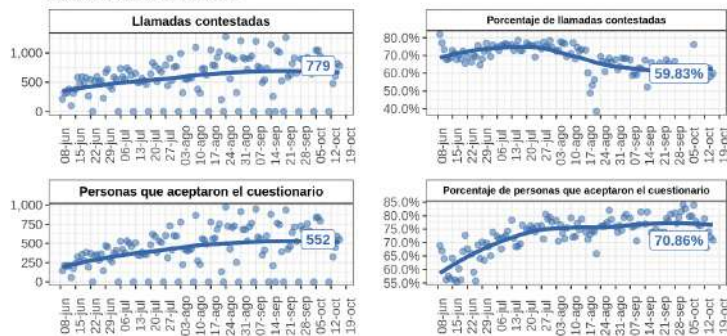 Llamadas contestadas
1,000
779
500
0
08-jun
15-jun
22-jun
29-jun
06-jul
13-jul
20-jul
27-jul
03-ago
10-ago
17-ago
24-ago
31-ago
07-sep
14-sep
21-sep
28-sep
05-oct
12-oct
19-oct
Porcentaje de llamadas contestadas
80.0%
70.0%
60.0%
50.0%
40.0%
59.83%
08-jun
15-jun
22-jun
29-jun
06-jul
13-jul
20-jul
27-jul
03-ago
10-ago
17-ago
24-ago
31-ago
07-sep
14-sep
21-sep
28-sep
05-oct
12-oct
19-oct
Personas que aceptaron el cuestionario
1,000
750
500
250
0
552
08-jun
15-jun
22-jun
29-jun
06-jul
13-jul
20-jul
27-jul
03-ago
10-ago
17-ago
24-ago
31-ago
07-sep
14-sep
21-sep
28-sep
05-oct
12-oct
19-oct
Porcentaje de personas que aceptaron el cuestionario
85.0%
80.0%
75.0%
70.0%
65.0%
60.0%
55.0%
70.86%
08-jun
15-jun
22-jun
29-jun
06-jul
13-jul
20-jul
27-jul
03-ago
10-ago
17-ago
24-ago
31-ago
07-sep
14-sep
21-sep
28-sep
05-oct
12-oct
19-oct